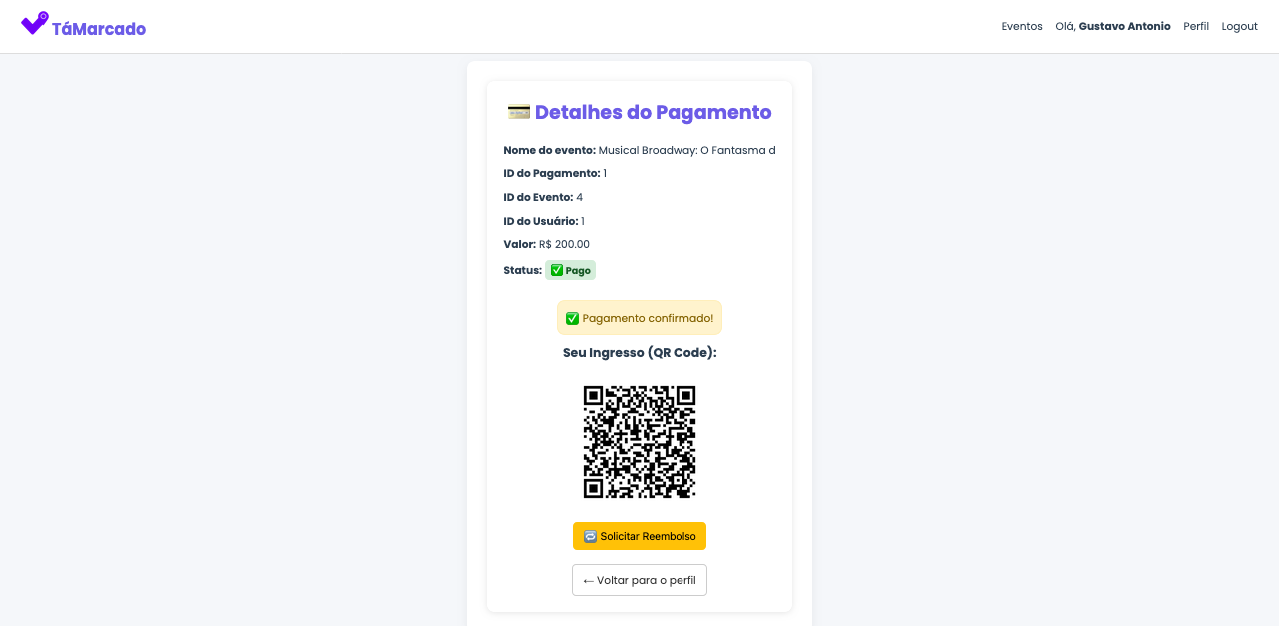 TáMarcado
Eventos Olá, Gustavo Antonio Perfil Logout
Detalhes do Pagamento
Nome do evento: Musical Broadway: O Fantasma d
ID do Pagamento: 1
ID do Evento: 4
ID do Usuário: 1
Valor: R$ 200.00
Status: ✅ Pago
✅ Pagamento confirmado!
Seu Ingresso (QR Code):
Solicitar Reembolso
← Voltar para o perfil